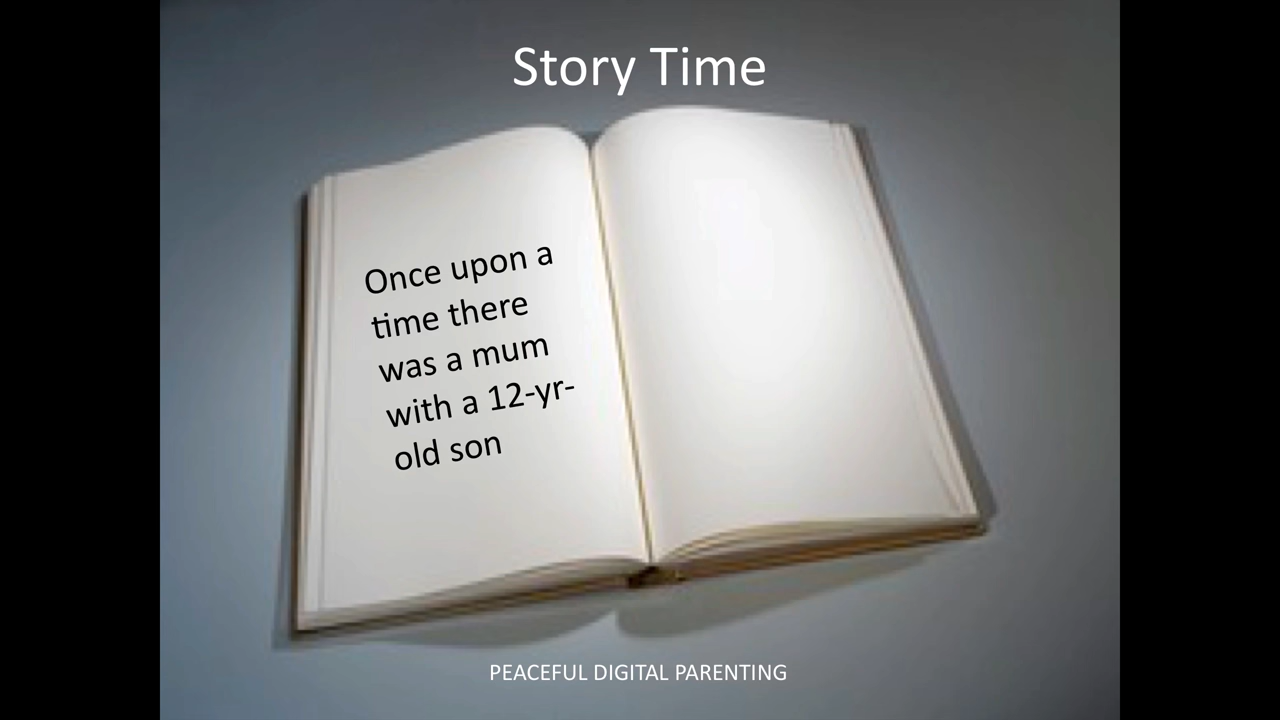 Story Time
Once upon a
time there
was a mum
with a 12-yr-
old son
PEACEFUL DIGITAL PARENTING